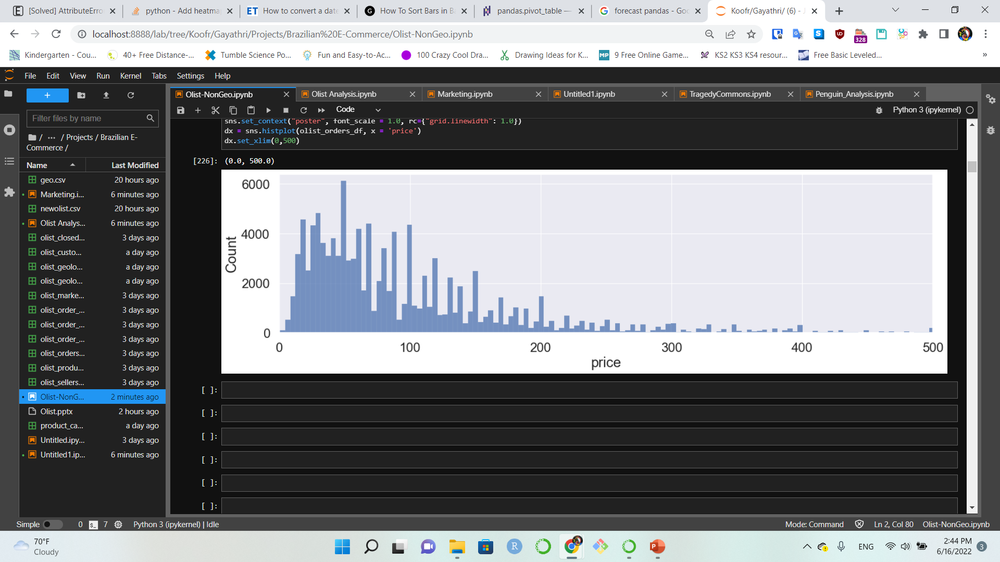 [Solved] AttributeErro
python - Add heatma
How to convert a date
How To Sort Bars in Ba
pandas.pivot_table —
forecast pandas - Goo
Koofr/Gayathri/ (6) - J
localhost:8888/lab/tree/Koofr/Gayathri/Projects/Brazilian%20E-Commerce/Olist-NonGeo.ipynb
328
Kindergarten - Cou...
40+ Free Distance-...
Tumble Science Po...
Fun and Easy-to-Ac...
100 Crazy Cool Dra...
Drawing Ideas for K...
9 Free Online Game...
KS2 KS3 KS4 resour...
Free Basic Leveled...
File Edit View Run Kernel Tabs Settings Help
Olist-NonGeo.ipynb
Olist Analysis.ipynb
Marketing.ipynb
Untitled1.ipynb
TragedyCommons.ipynb
Penguin_Analysis.ipynb
Code
Python 3 (ipykernel)
Filter files by name
/ ... / Projects / Brazilian E-
Commerce /
Name Last Modified
geo.csv 20 hours ago
Marketing.i... 6 minutes ago
newolist.csv 20 hours ago
Olist Analys... 6 minutes ago
olist_closed... 3 days ago
olist_custo... a day ago
olist_geolo... a day ago
olist_geolo... a day ago
olist_marke... 3 days ago
olist_order_... 3 days ago
olist_order_... 3 days ago
olist_order_... 3 days ago
olist_orders... 3 days ago
olist_produ... 3 days ago
olist_sellers... 3 days ago
Olist-NonG... 2 minutes ago
Olist.pptx 2 hours ago
product_ca... a day ago
Untitled.ipy... 3 days ago
Untitled1.ip... 6 minutes ago
sns.set_context("poster", font_scale = 1.0, rc={"grid.linewidth": 1.0})
dx = sns.histplot(olist_orders_df, x = 'price')
dx.set_xlim(0,500)
[226]: (0.0, 500.0)
6000
4000
2000
0
Count
0 100 200 300 400 500
price
[ ]:
[ ]:
[ ]:
[ ]:
[ ]:
[ ]:
Simple 0 7 Python 3 (ipykernel) | Idle
Mode: Command Ln 2, Col 80 Olist-NonGeo.ipynb
70°F
Cloudy
ENG
2:44 PM
6/16/2022
3